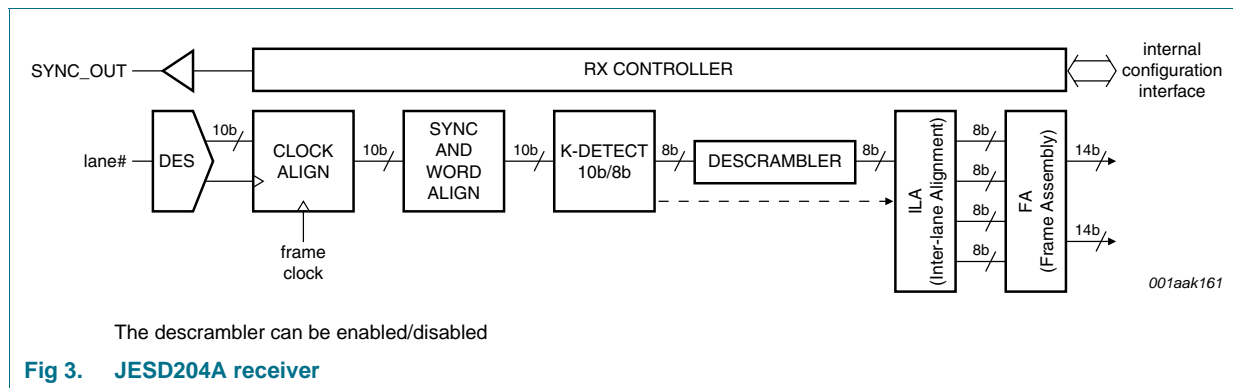 SYNC_OUT
RX CONTROLLER
internal
configuration
interface
lane#
DES
10b
CLOCK
ALIGN
frame
clock
10b
SYNC
AND
WORD
ALIGN
10b
K-DETECT
10b/8b
8b
DESCRAMBLER
8b
ILA
(Inter-lane Alignment)
8b
8b
8b
8b
FA
(Frame Assembly)
14b
14b
001aak161
The descrambler can be enabled/disabled
Fig 3. JESD204A receiver